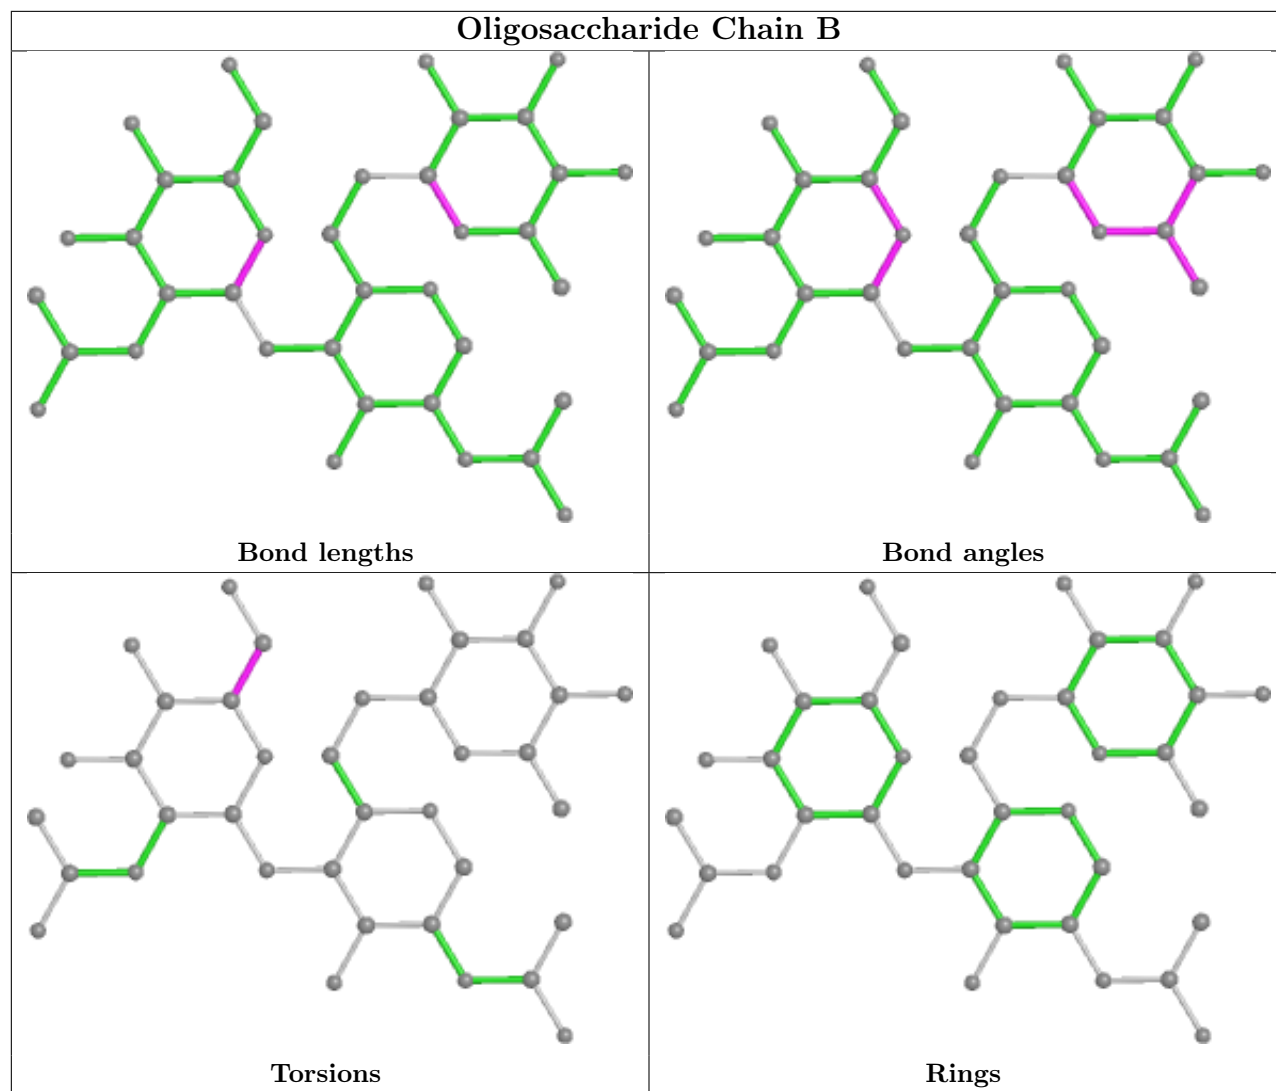 Oligosaccharide Chain B
Bond lengths
Bond angles
Torsions
Rings